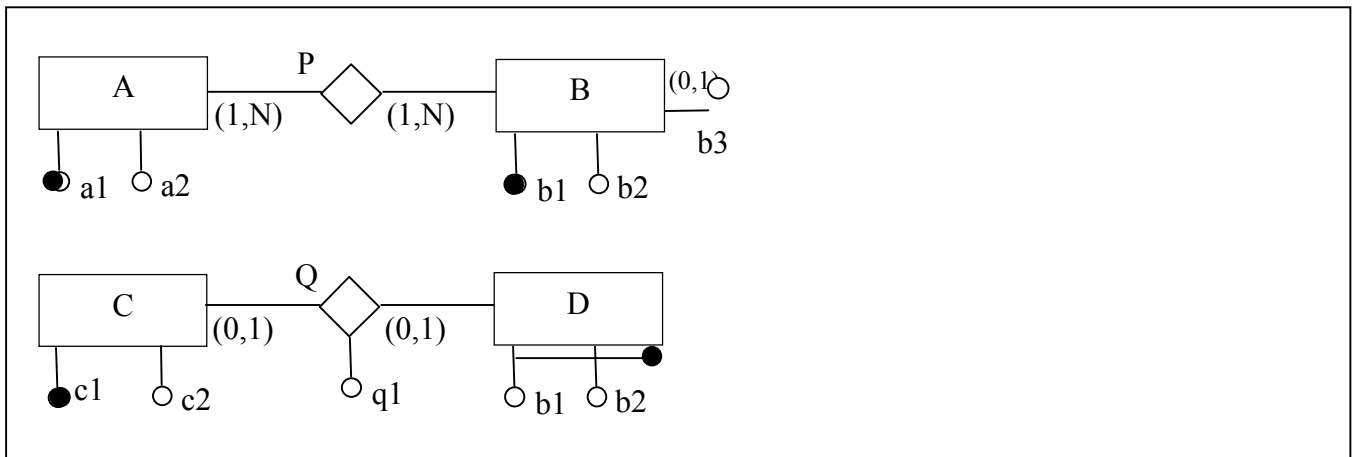 P
A
B
(0,1)
(1,N)
(1,N)
b3
a1
a2
b1
b2
Q
C
D
(0,1)
(0,1)
c1
c2
q1
b1
b2